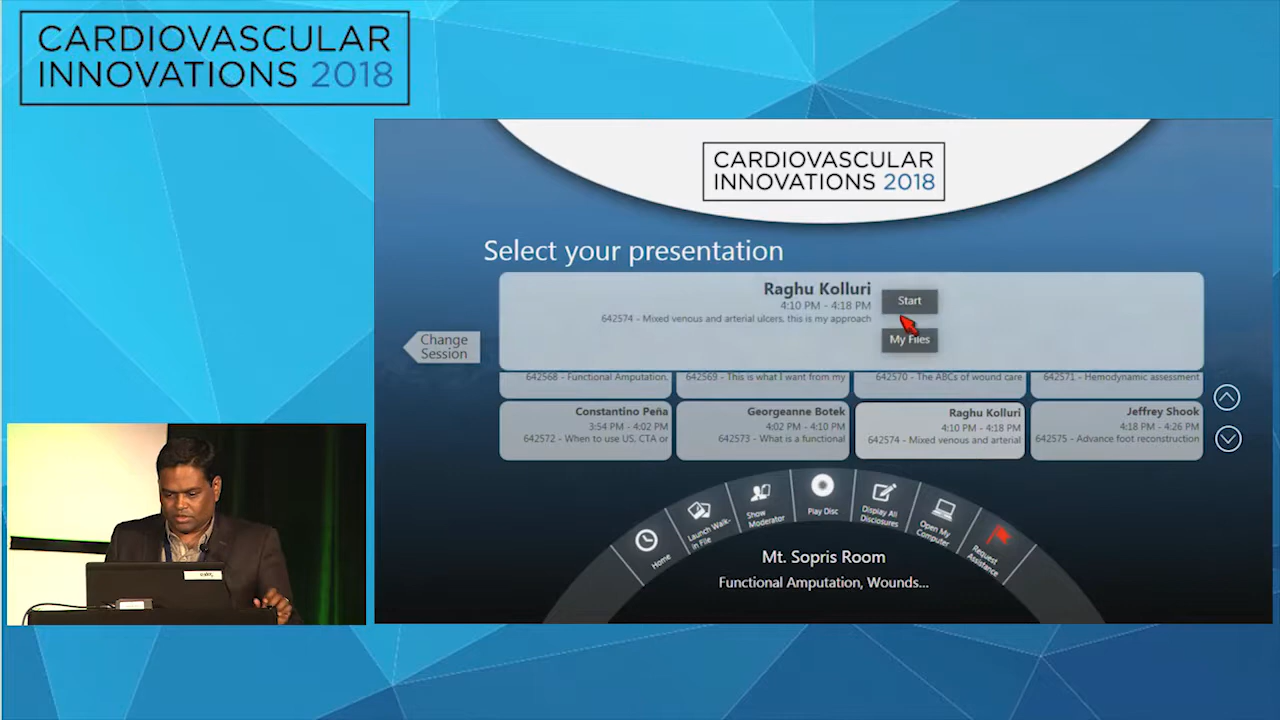 CARDIOVASCULAR
INNOVATIONS 2018
CARDIOVASCULAR
INNOVATIONS 2018
Select your presentation
Raghu Kolluri
4:10 PM - 4:18 PM
642574 - Mixed venous and arterial ulcers, this is my approach
Start
My Files
Change
Session
642568 - Functional Amputation,
642569 - This is what I want from my
642570 - The ABCs of wound care
642571 - Hemodynamic assessment
Constantino Peña
3:54 PM - 4:02 PM
642572 - When to use US, CTA or
Georgeanne Botek
4:02 PM - 4:10 PM
642573 - What is a functional
Raghu Kolluri
4:10 PM - 4:18 PM
642574 - Mixed venous and arterial
Jeffrey Shook
4:18 PM - 4:26 PM
642575 - Advance foot reconstruction
Home
Launch Walk-
in File
Show
Moderator
Play Disc
Display All
Disclosures
Open My
Computer
Request
Assistance
Mt. Sopris Room
Functional Amputation, Wounds...